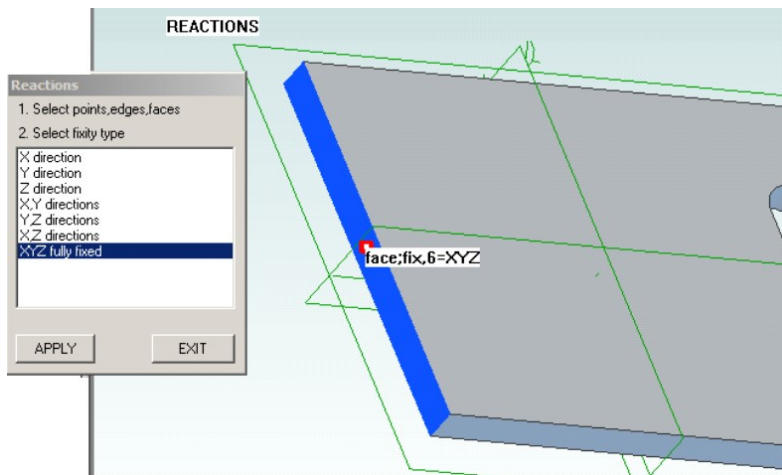 REACTIONS
Reactions
1. Select points,edges,faces
2. Select fixity type
X direction
Y direction
Z direction
X,Y directions
Y,Z directions
X,Z directions
XYZ fully fixed
APPLY
EXIT
face;fix,6=XYZ